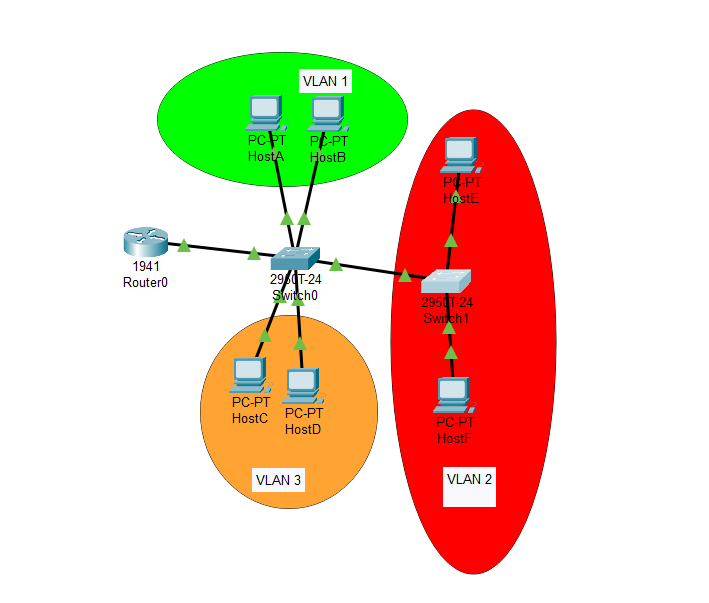 VLAN 1
PC-PT
HostA
PC-PT
HostB
PC-PT
HostE
1941
Router0
2950T-24
Switch0
2950T-24
Switch1
PC-PT
HostC
PC-PT
HostD
PC-PT
HostF
VLAN 3
VLAN 2